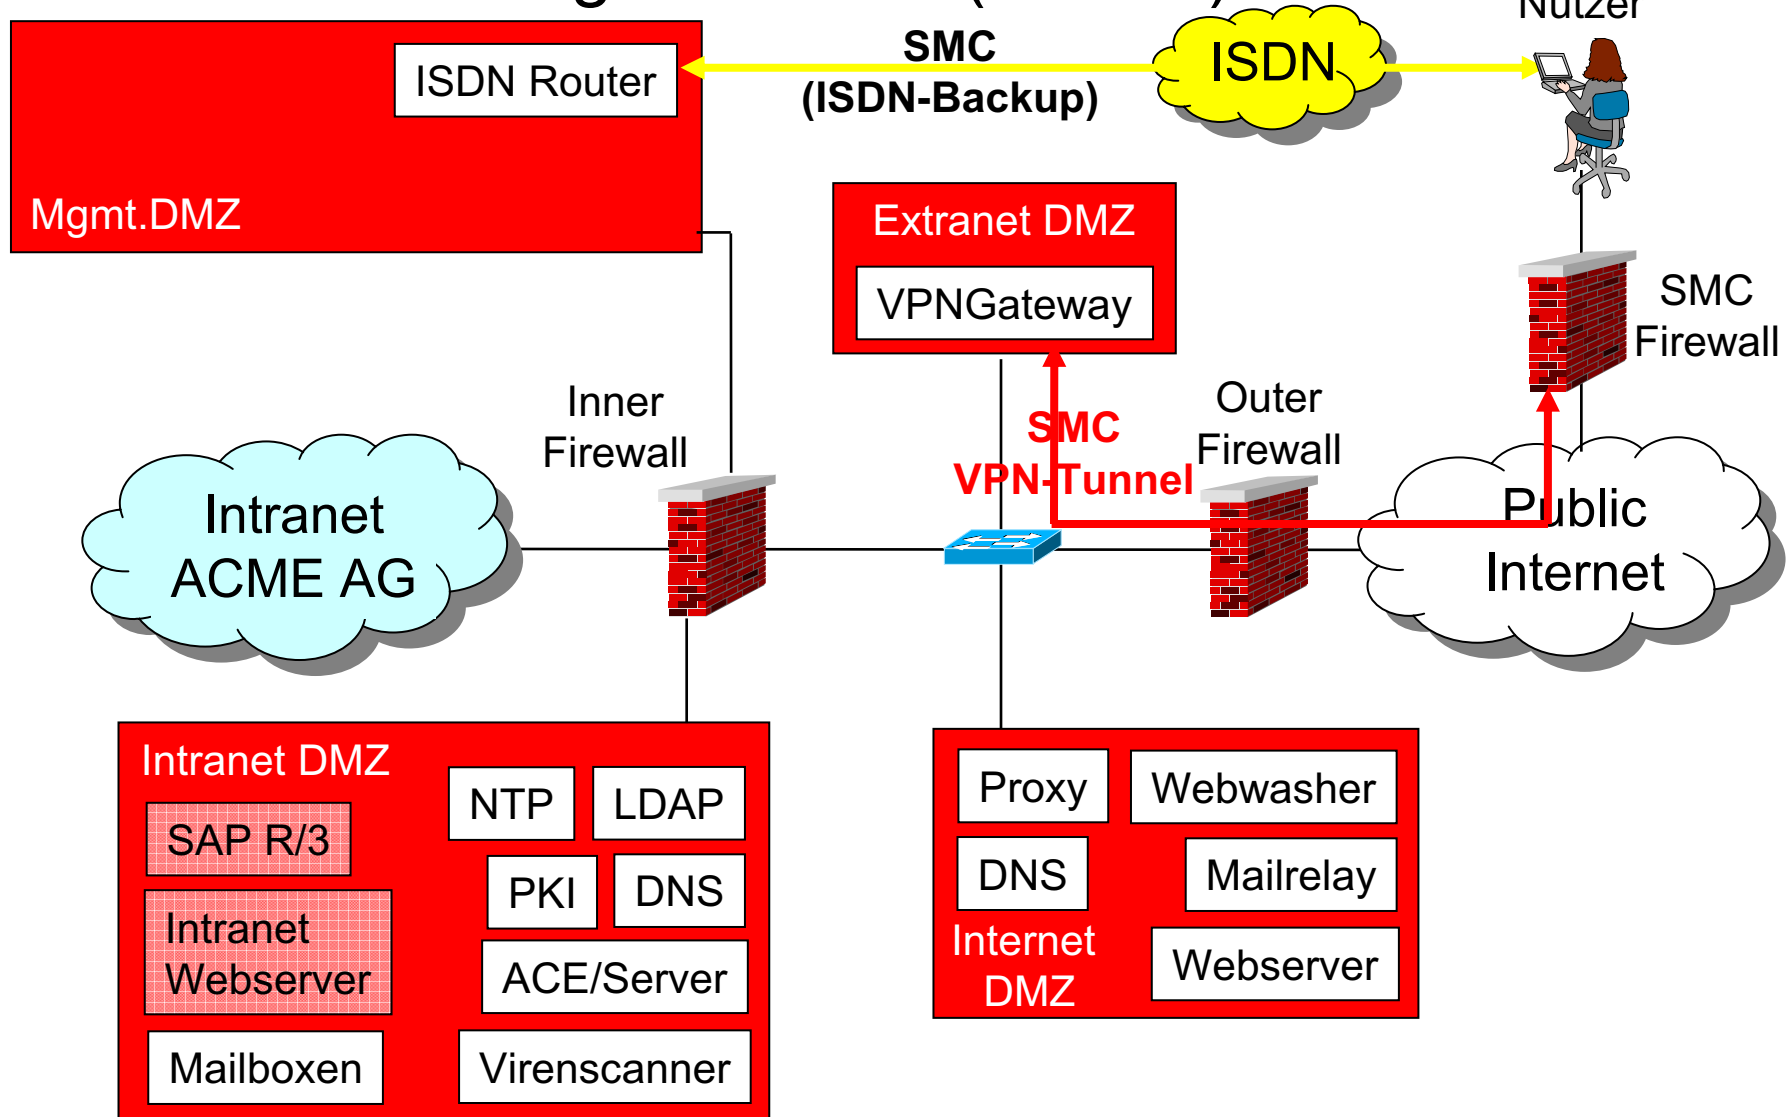 Nutzer
SMC
(ISDN-Backup)
ISDN
ISDN Router
Mgmt.DMZ
Extranet DMZ
VPNGateway
SMC
Firewall
Inner
Firewall
SMC
VPN-Tunnel
Outer
Firewall
Intranet
ACME AG
Public
Internet
Intranet DMZ
NTP
LDAP
SAP R/3
PKI
DNS
Intranet
Webserver
ACE/Server
Mailboxen
Virenscanner
Proxy
Webwasher
DNS
Mailrelay
Internet
DMZ
Webserver